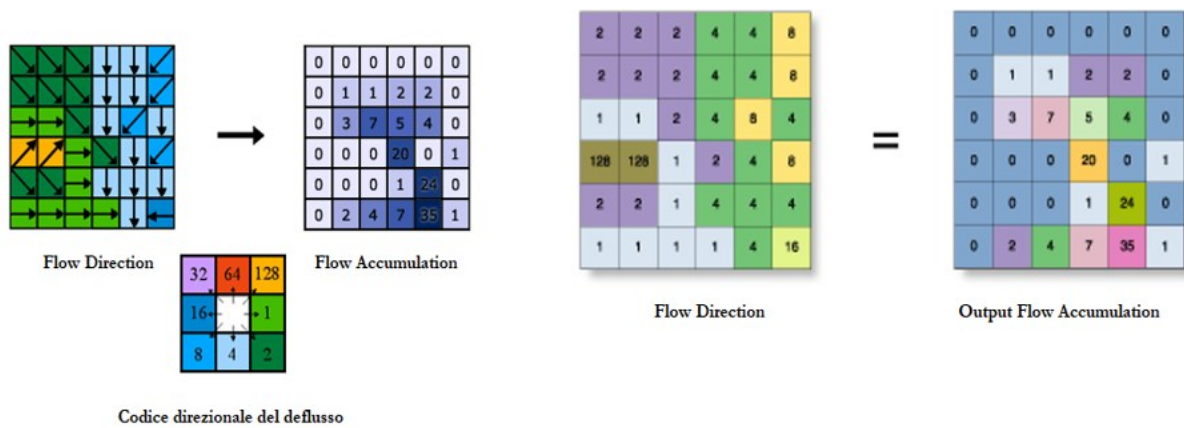 0 0 0 0 0 0
0 1 1 2 2 0
0 3 7 5 4 0
0 0 0 20 0 1
0 0 0 1 24 0
0 2 4 7 35 1
Flow Direction
Flow Accumulation
32 64 128
16 1
8 4 2
Codice direzionale del deflusso
2 2 2 4 4 8
2 2 2 4 4 8
1 1 2 4 8 4
128 128 1 2 4 8
2 2 1 4 4 4
1 1 1 1 4 16
Flow Direction
=
0 0 0 0 0 0
0 1 1 2 2 0
0 3 7 5 4 0
0 0 0 20 0 1
0 0 0 1 24 0
0 2 4 7 35 1
Output Flow Accumulation